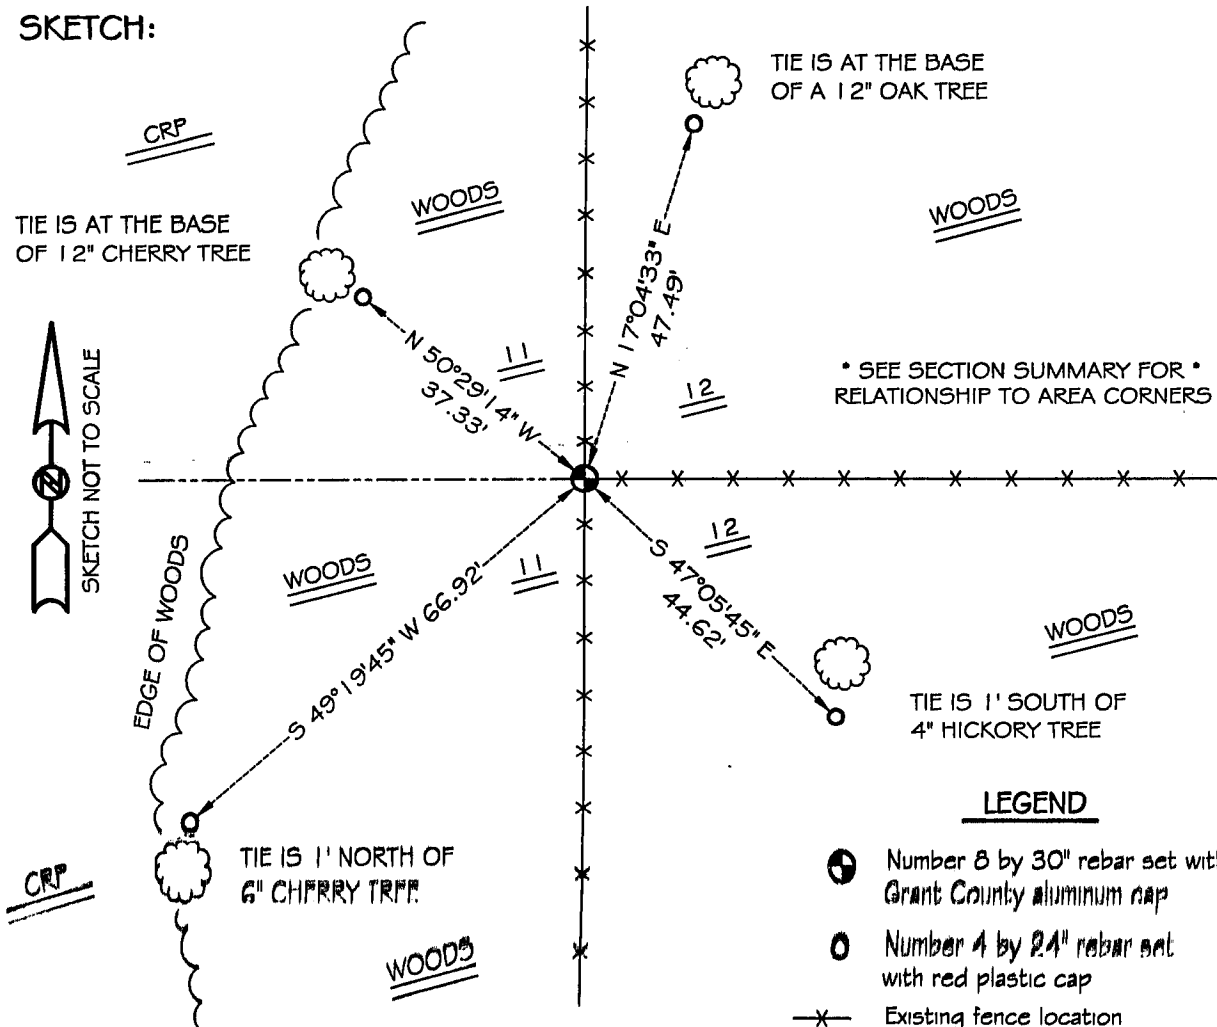 SKETCH:
TIE IS AT THE BASE
OF A 12" OAK TREE
CRP
WOODS
WOODS
TIE IS AT THE BASE
OF 12" CHERRY TREE
N 17°04'33" E
47.49'
N 50°29'14" W
37.33'
11
12
* SEE SECTION SUMMARY FOR *
RELATIONSHIP TO AREA CORNERS
N
SKETCH NOT TO SCALE
EDGE OF WOODS
WOODS
11
12
S 49°19'45" W 66.92'
S 47°05'45" E
44.62'
WOODS
TIE IS 1' SOUTH OF
4" HICKORY TREE
LEGEND
TIE IS 1' NORTH OF
6" CHERRY TREE
CRP
WOODS
Number 8 by 30" rebar set wit
Grant County aluminum cap
Number 4 by 24" rebar set
with red plastic cap
Existing fence location